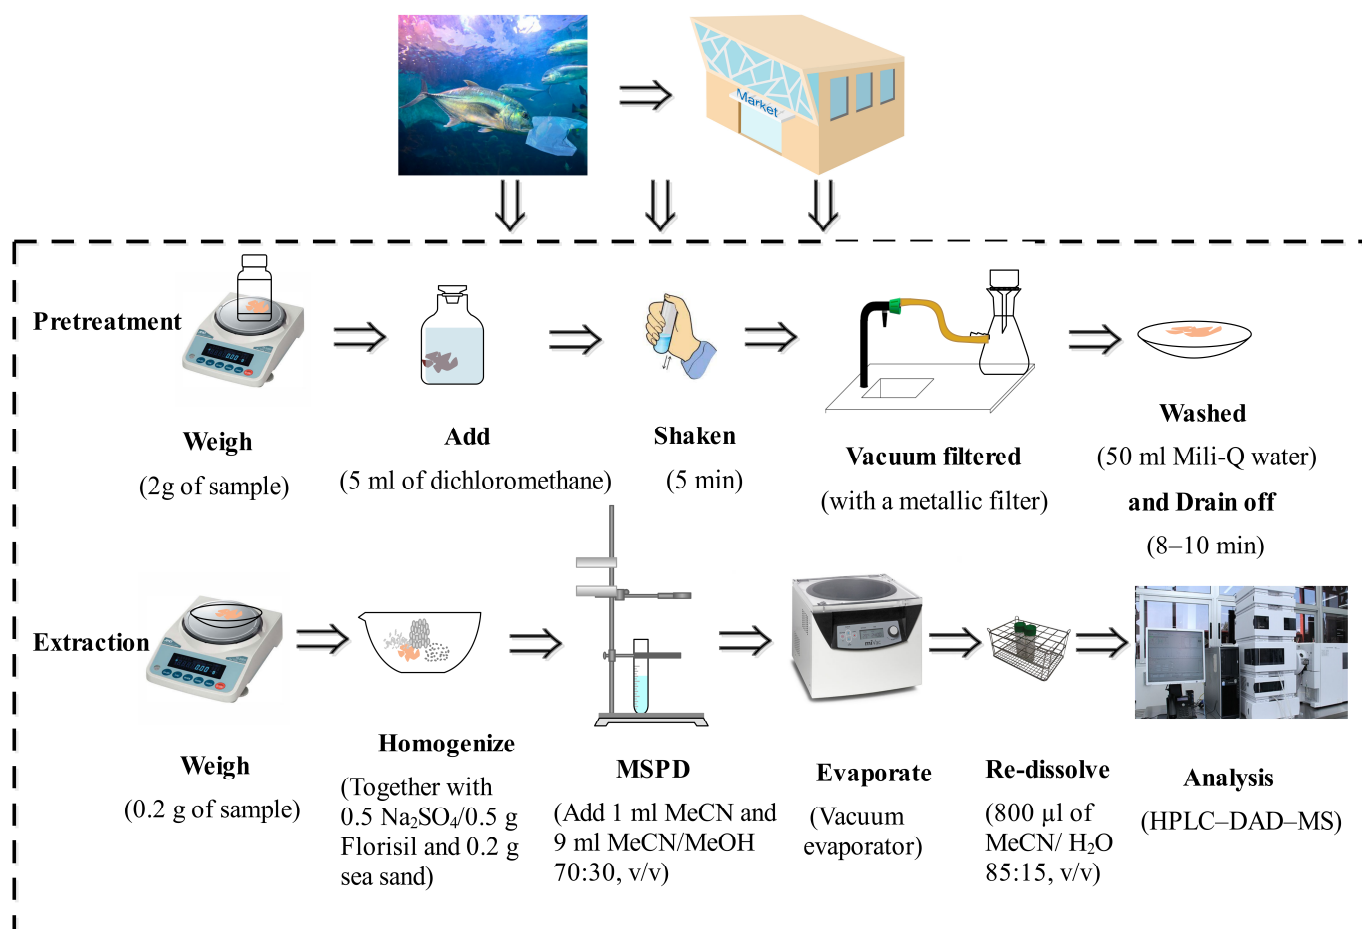 Market
Pretreatment
Weigh
(2g of sample)
Add
(5 ml of dichloromethane)
Shaken
(5 min)
Vacuum filtered
(with a metallic filter)
Washed
(50 ml Mili-Q water)
and Drain off
(8–10 min)
Extraction
Weigh
(0.2 g of sample)
Homogenize
(Together with
0.5 Na₂SO₄/0.5 g
Florisil and 0.2 g
sea sand)
MSPD
(Add 1 ml MeCN and
9 ml MeCN/MeOH
70:30, v/v)
Evaporate
(Vacuum
evaporator)
Re-dissolve
(800 µl of
MeCN/ H₂O
85:15, v/v)
Analysis
(HPLC–DAD–MS)